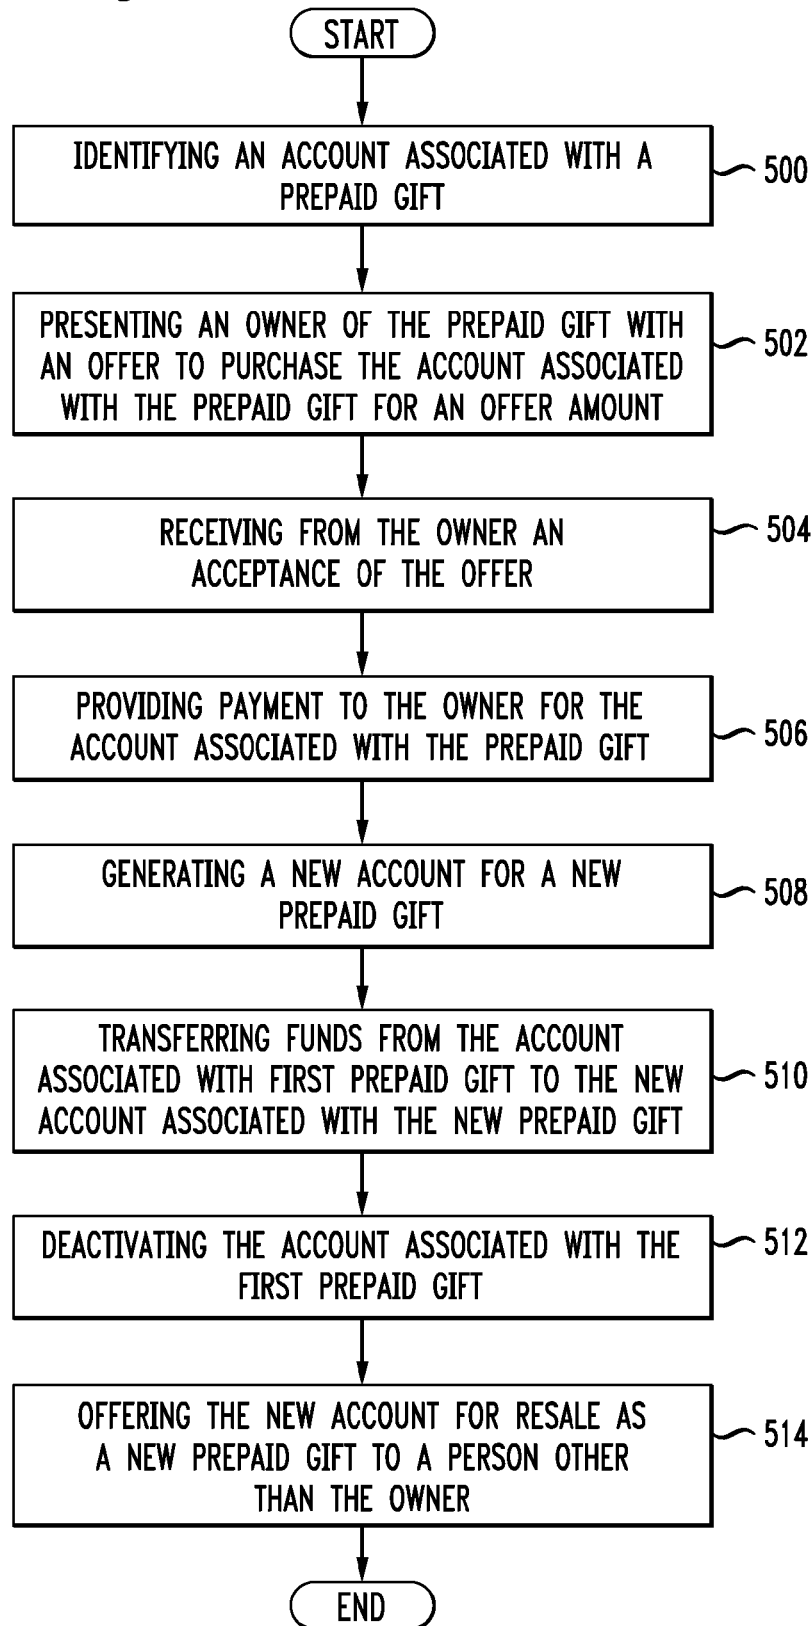 START
IDENTIFYING AN ACCOUNT ASSOCIATED WITH A
PREPAID GIFT
500
PRESENTING AN OWNER OF THE PREPAID GIFT WITH
AN OFFER TO PURCHASE THE ACCOUNT ASSOCIATED
WITH THE PREPAID GIFT FOR AN OFFER AMOUNT
502
RECEIVING FROM THE OWNER AN
ACCEPTANCE OF THE OFFER
504
PROVIDING PAYMENT TO THE OWNER FOR THE
ACCOUNT ASSOCIATED WITH THE PREPAID GIFT
506
GENERATING A NEW ACCOUNT FOR A NEW
PREPAID GIFT
508
TRANSFERRING FUNDS FROM THE ACCOUNT
ASSOCIATED WITH FIRST PREPAID GIFT TO THE NEW
ACCOUNT ASSOCIATED WITH THE NEW PREPAID GIFT
510
DEACTIVATING THE ACCOUNT ASSOCIATED WITH THE
FIRST PREPAID GIFT
512
OFFERING THE NEW ACCOUNT FOR RESALE AS
A NEW PREPAID GIFT TO A PERSON OTHER
THAN THE OWNER
514
END